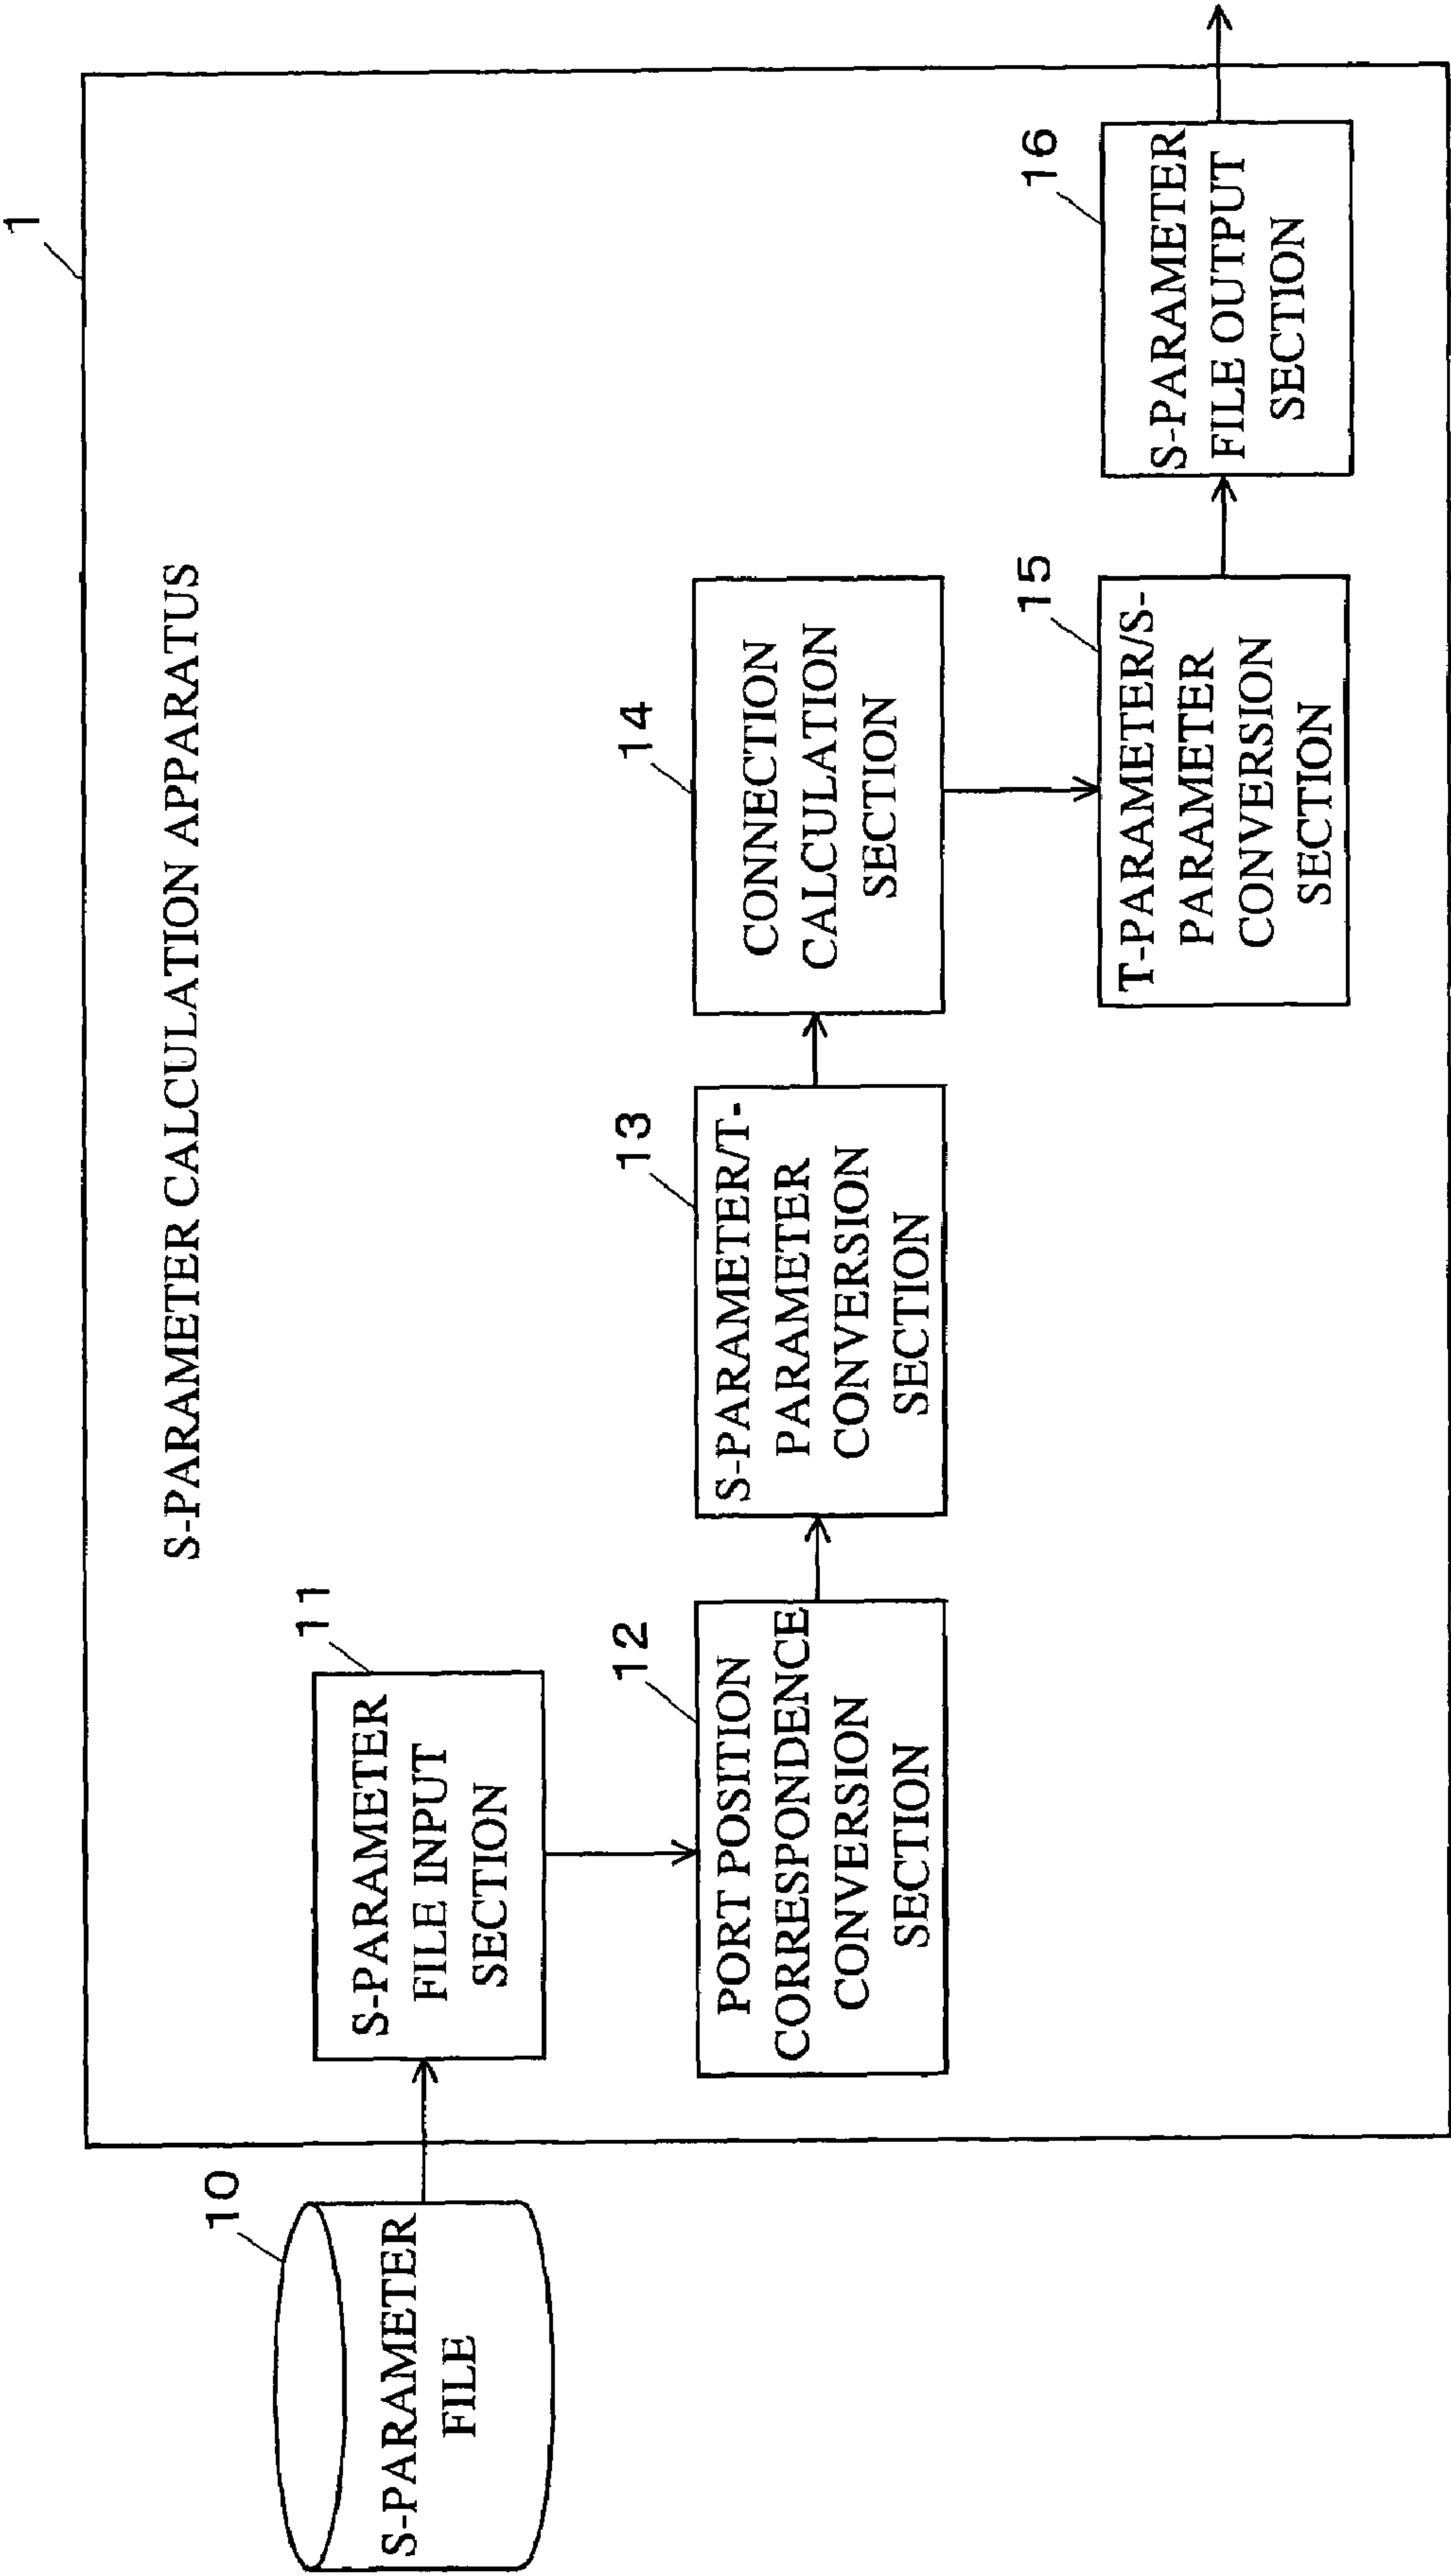 1
S-PARAMETER CALCULATION APPARATUS
10
S-PARAMETER
FILE
11
S-PARAMETER
FILE INPUT
SECTION
12
PORT POSITION
CORRESPONDENCE
CONVERSION
SECTION
13
S-PARAMETER/T-
PARAMETER
CONVERSION
SECTION
14
CONNECTION
CALCULATION
SECTION
15
T-PARAMETER/S-
PARAMETER
CONVERSION
SECTION
16
S-PARAMETER
FILE OUTPUT
SECTION